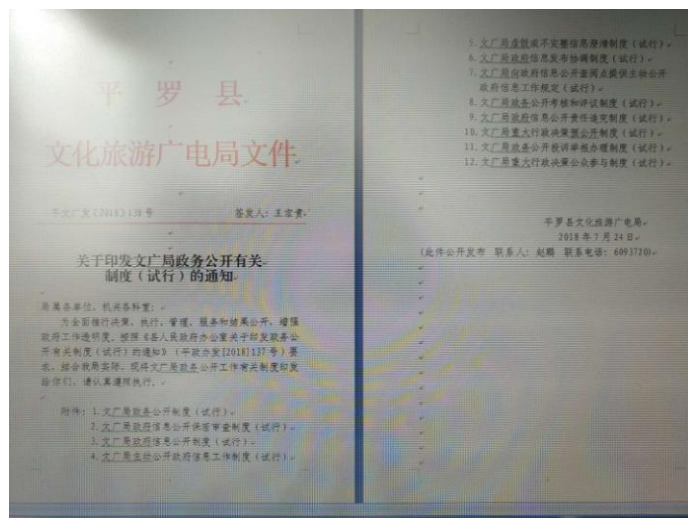 平 罗 县
文化旅游广电局文件
平文广发〔2018〕138号 签发人：王宗贵
关于印发文广局政务公开有关
制度（试行）的通知
局属各单位，机关各科室：
为全面推行决策、执行、管理、服务和结果公开，增强
政府工作透明度，按照《县人民政府办公室关于印发政务公
开有关制度（试行）的通知》（平政办发[2018]137号）要
求，结合我局实际，现将文广局政务公开工作有关制度印发
给你们，请认真遵照执行。
附件：1.文广局政务公开制度（试行）
2.文广局政府信息公开保密审查制度（试行）
3.文广局政府信息公开制度（试行）
4.文广局主动公开政府信息工作制度（试行）
5.文广局虚假或不完整信息澄清制度（试行）
6.文广局政府信息发布协调制度（试行）
7.文广局向政府信息公开查阅点提供主动公开
政府信息工作规定（试行）
8.文广局政务公开考核和评议制度（试行）
9.文广局政府信息公开责任追究制度（试行）
10.文广局重大行政决策预公开制度（试行）
11.文广局政务公开投诉举报办理制度（试行）
12.文广局重大行政决策公众参与制度（试行）
平罗县文化旅游广电局
2018年7月24日
（此件公开发布 联系人：赵鹏 联系电话：6093720）